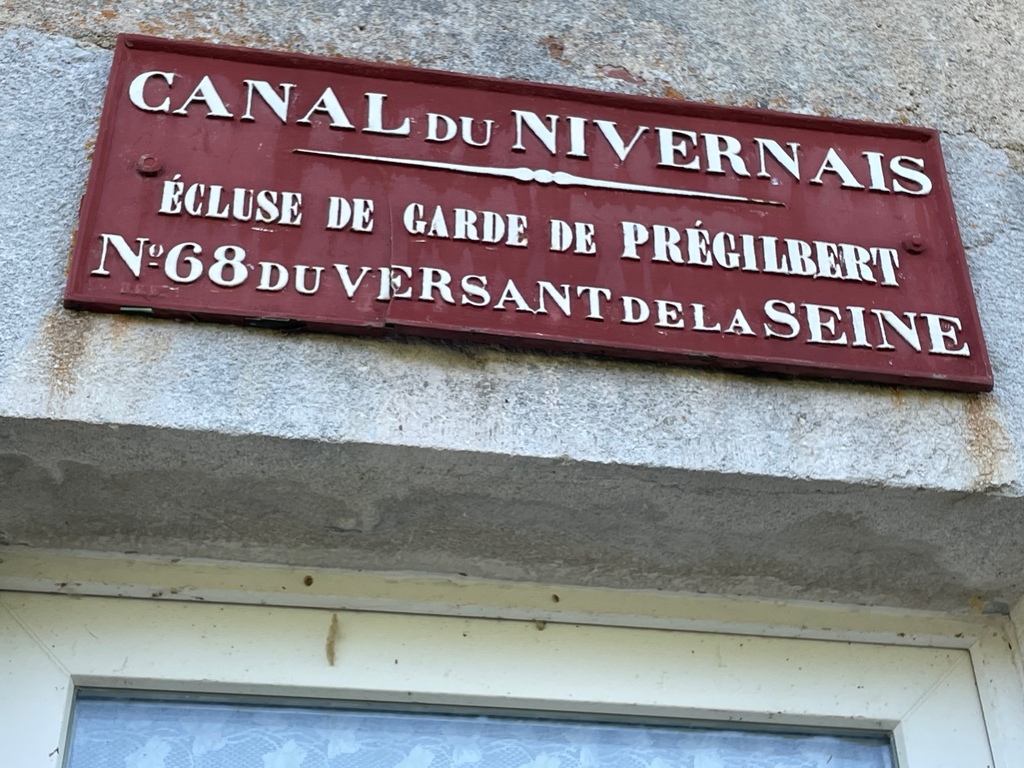 CANAL DU NIVERNAIS
ÉCLUSE DE GARDE DE PRÉGILBERT
Nº 68 DU VERSANT DE LA SEINE